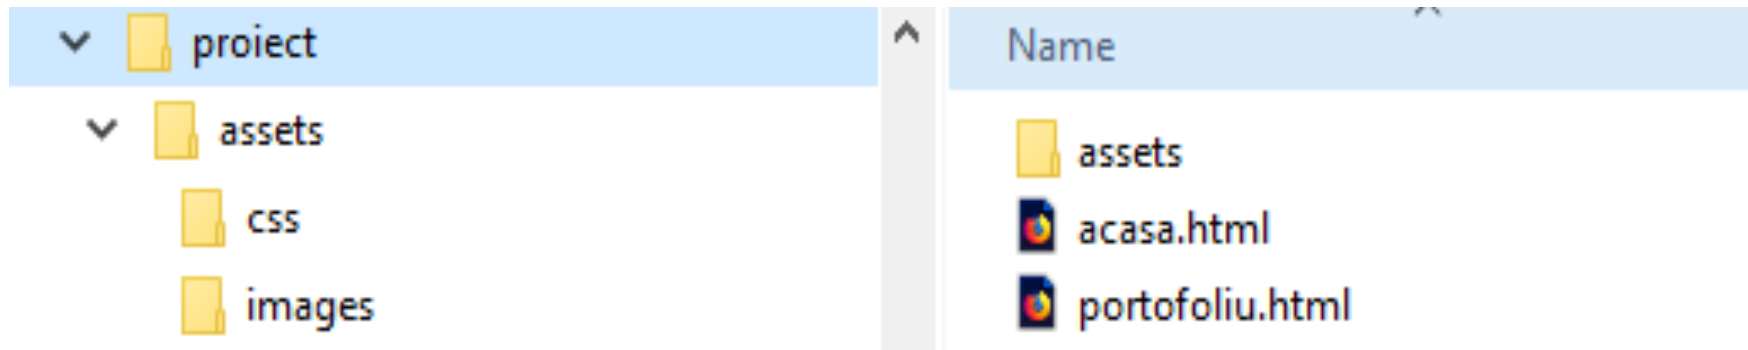 proiect
assets
css
images
Name
assets
acasa.html
portofoliu.html